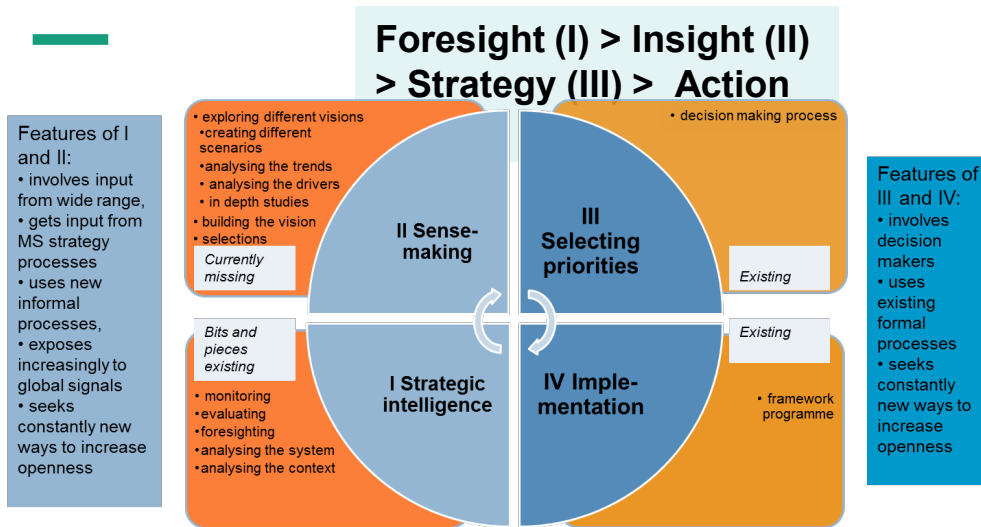 Foresight (I) > Insight (II)
> Strategy (III) > Action
Features of I
and II:
• involves input
from wide range,
• gets input from
MS strategy
processes
• uses new
informal
processes,
• exposes
increasingly to
global signals
• seeks
constantly new
ways to increase
openness
• exploring different visions
•creating different
scenarios
•analysing the trends
• analysing the drivers
• in depth studies
• building the vision
• selections
Currently
missing
II Sense-
making
• decision making process
III
Selecting
priorities
Existing
Bits and
pieces
existing
I Strategic
intelligence
• monitoring
•evaluating
• foresighting
• analysing the system
• analysing the context
Existing
IV Imple-
mentation
• framework
programme
Features of
III and IV:
• involves
decision
makers
• uses
existing
formal
processes
• seeks
constantly
new ways to
increase
openness